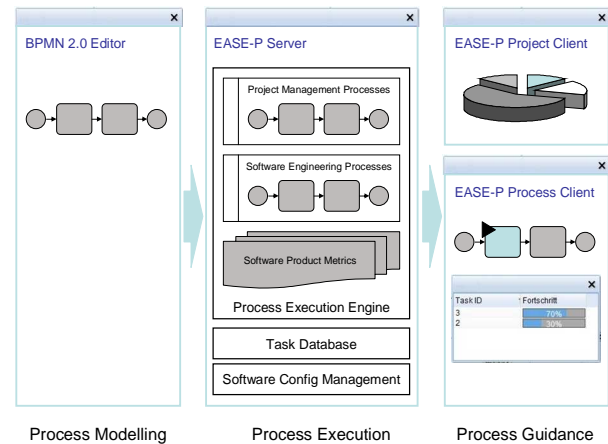 BPMN 2.0 Editor
EASE-P Server
Project Management Processes
Software Engineering Processes
Software Product Metrics
Process Execution Engine
Task Database
Software Config Management
EASE-P Project Client
EASE-P Process Client
Task ID Fortschritt
3 70%
2 30%
Process Modelling
Process Execution
Process Guidance